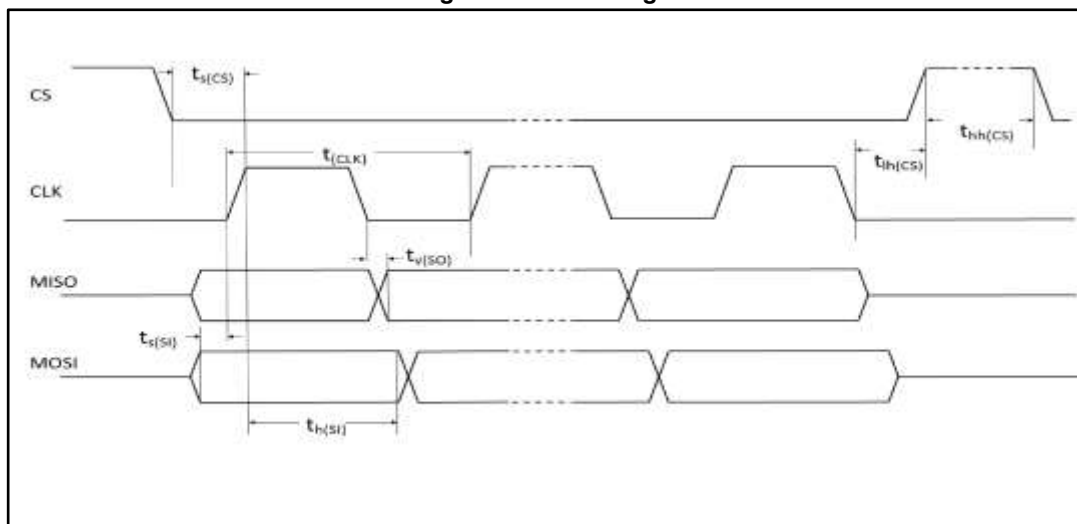 t_s(CS)
CS
t_hh(CS)
t_(CLK)
t_lh(CS)
CLK
t_v(SO)
MISO
t_s(SI)
MOSI
t_h(SI)